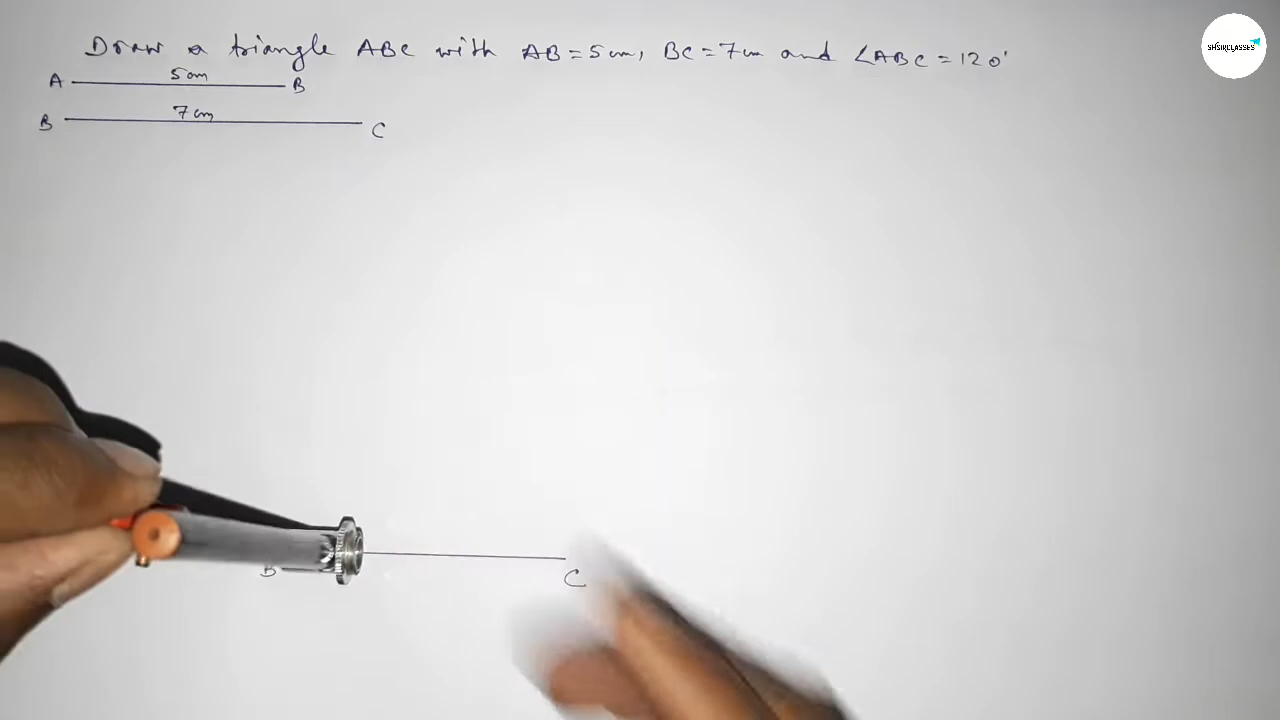 Draw a triangle ABC with AB = 5cm, BC = 7cm and ∠ABC = 120°
SHSIRCLASSES
A 5cm B
B 7cm C
B C